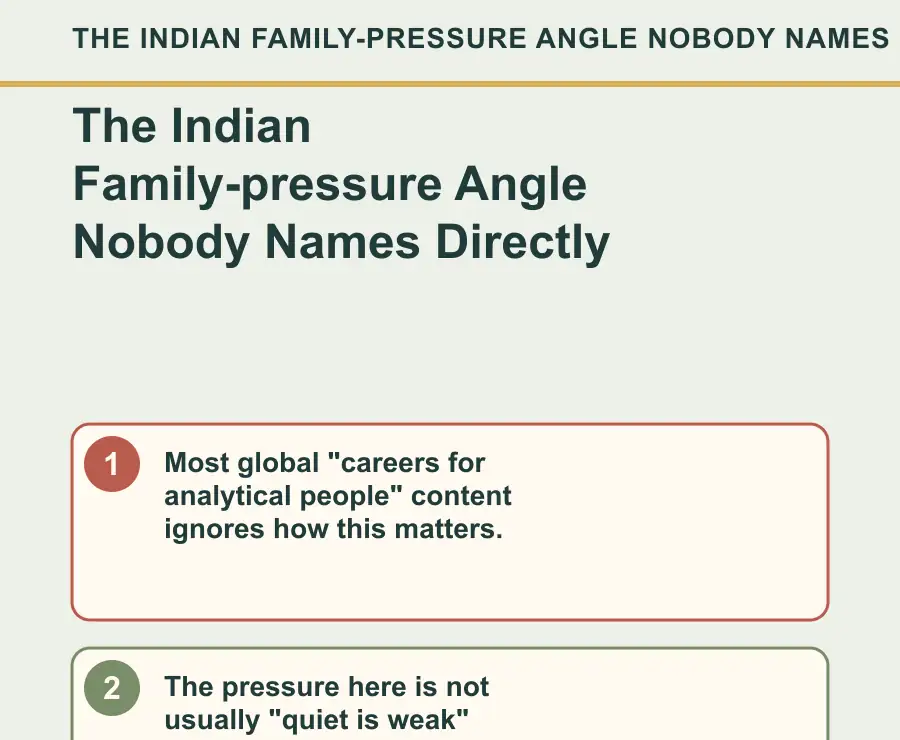 THE INDIAN FAMILY-PRESSURE ANGLE NOBODY NAMES
The Indian
Family-pressure Angle
Nobody Names Directly
1
Most global "careers for
analytical people" content
ignores how this matters.
2
The pressure here is not
usually "quiet is weak"